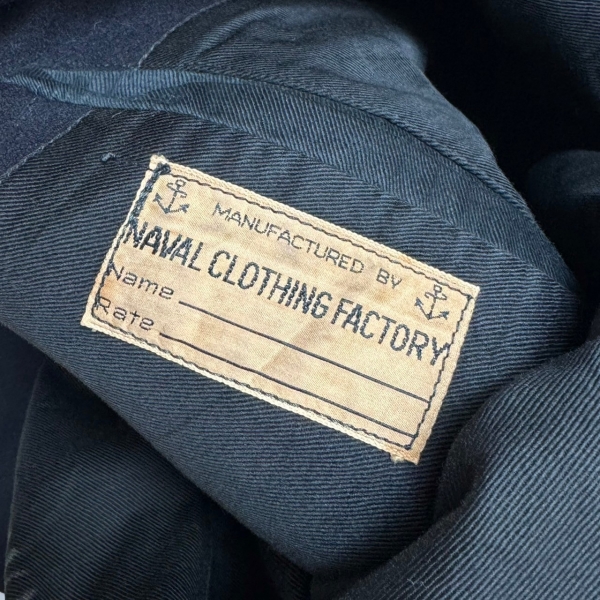 MANUFACTURED BY
NAVAL CLOTHING FACTORY
Name
Rate